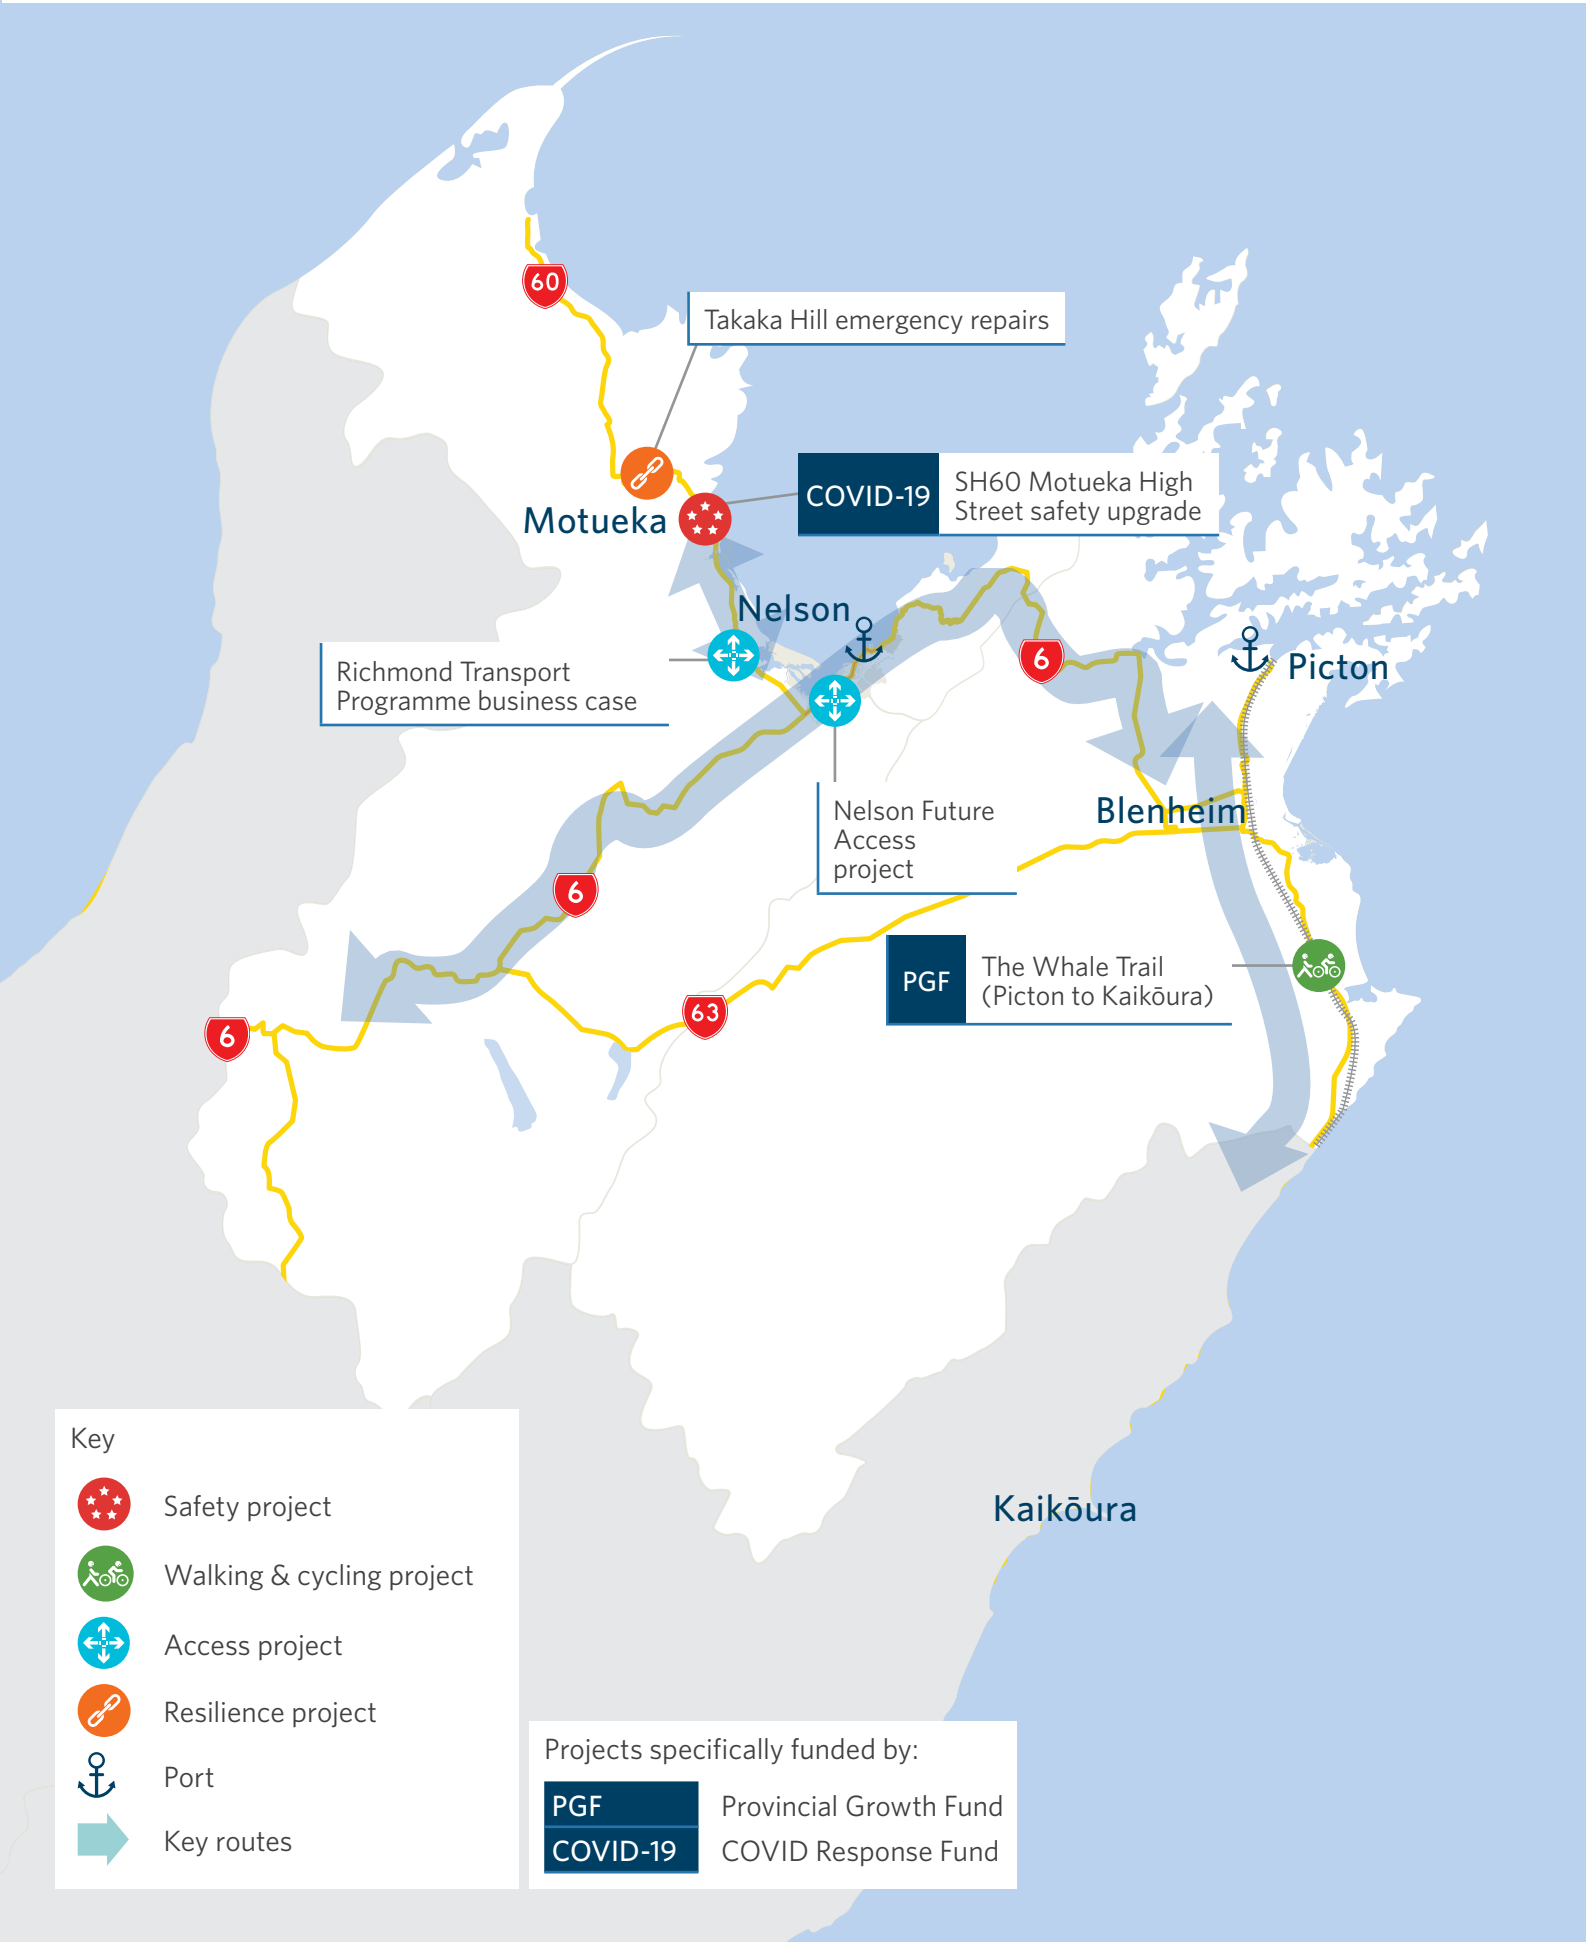 60
Takaka Hill emergency repairs
COVID-19
SH60 Motueka High
Street safety upgrade
Motueka
Nelson
6
Picton
Richmond Transport
Programme business case
Nelson Future
Access
project
Blenheim
6
PGF
The Whale Trail
(Picton to Kaikōura)
63
6
Kaikōura
Key
Safety project
Walking & cycling project
Access project
Resilience project
Port
Key routes
Projects specifically funded by:
PGF
Provincial Growth Fund
COVID-19
COVID Response Fund